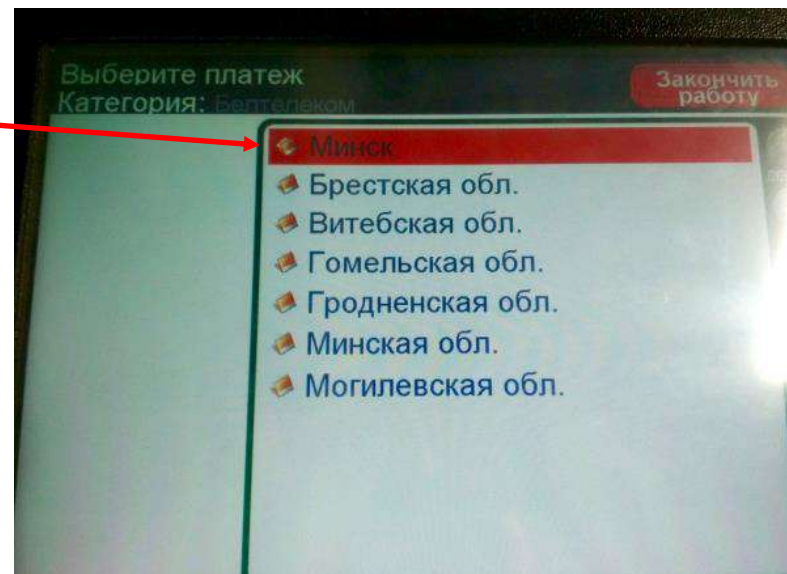 Выберите платеж
Закончить
работу
Категория: Белтелеком
Минск
Брестская обл.
Витебская обл.
Гомельская обл.
Гродненская обл.
Минская обл.
Могилевская обл.